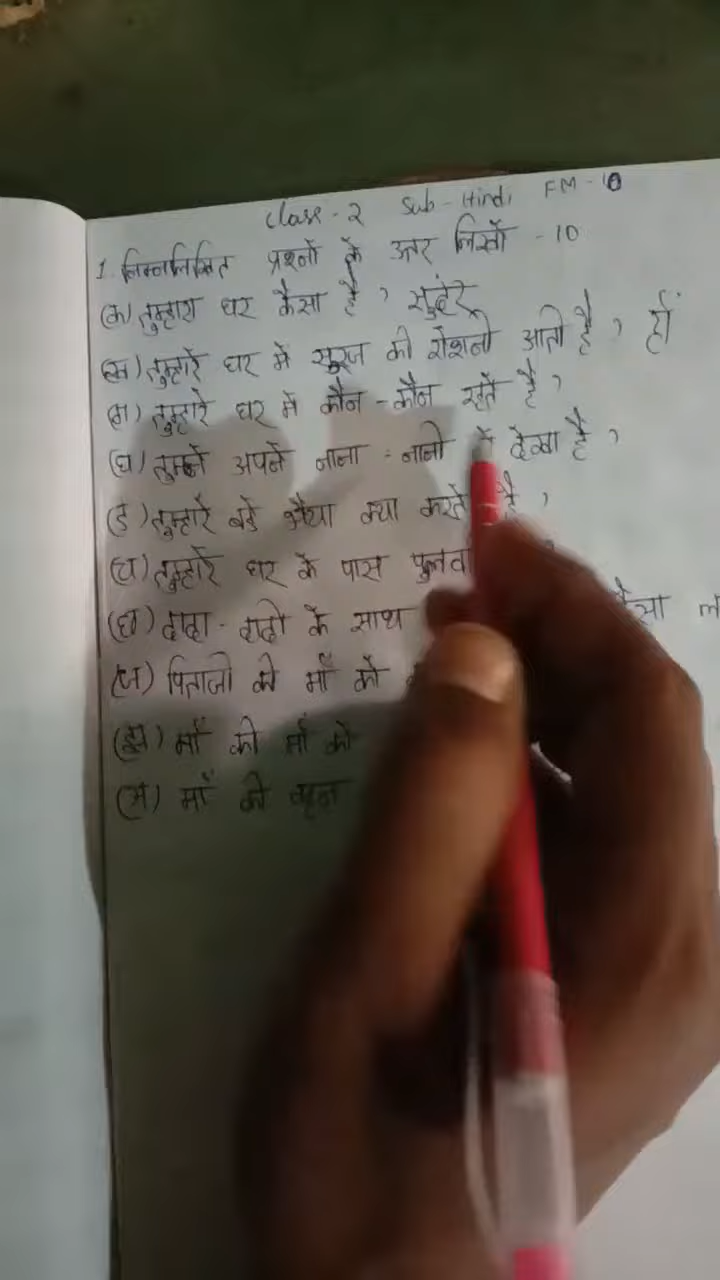 Class - 2 Sub - Hindi FM - 10
1. निम्नलिखित प्रश्नों के उत्तर लिखों - 10
(क) तुम्हारा घर कैसा है ? सुंदर
(ख) तुम्हारे घर में सूरज की रोशनी आती है ? हाँ
(ग) तुम्हारे घर में कौन - कौन रहते है ?
(घ) तुमने अपने नाना - नानी देखा है ?
(ड) तुम्हारे बड़े भैया क्या करते है ?
(च) तुम्हारे घर के पास
(छ) दादा - दादी के साथ
(ज) पिताजी की माँ को
(झ) माँ की माँ को
(ञ) माँ की बहन